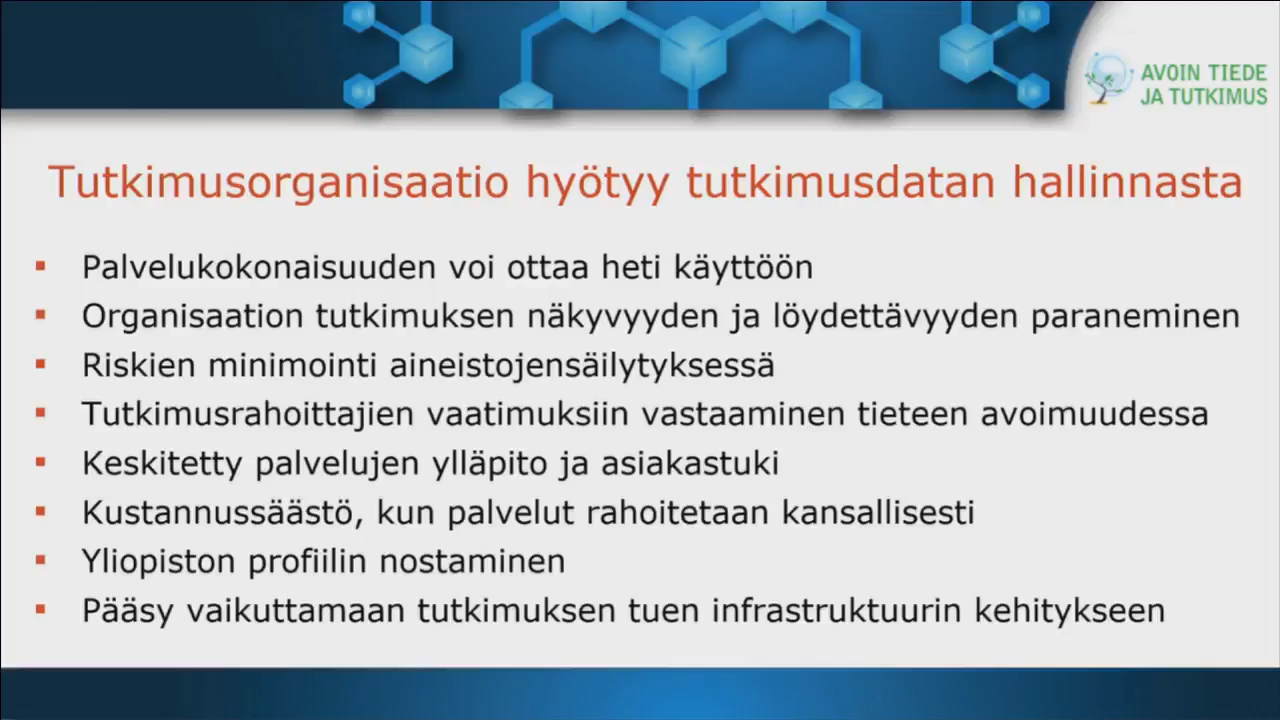 AVOIN TIEDE
JA TUTKIMUS
Tutkimusorganisaatio hyötyy tutkimusdatan hallinnasta
▪ Palvelukokonaisuuden voi ottaa heti käyttöön
▪ Organisaation tutkimuksen näkyvyyden ja löydettävyyden paraneminen
▪ Riskien minimointi aineistojensäilytyksessä
▪ Tutkimusrahoittajien vaatimuksiin vastaaminen tieteen avoimuudessa
▪ Keskitetty palvelujen ylläpito ja asiakastuki
▪ Kustannussäästö, kun palvelut rahoitetaan kansallisesti
▪ Yliopiston profiilin nostaminen
▪ Pääsy vaikuttamaan tutkimuksen tuen infrastruktuurin kehitykseen